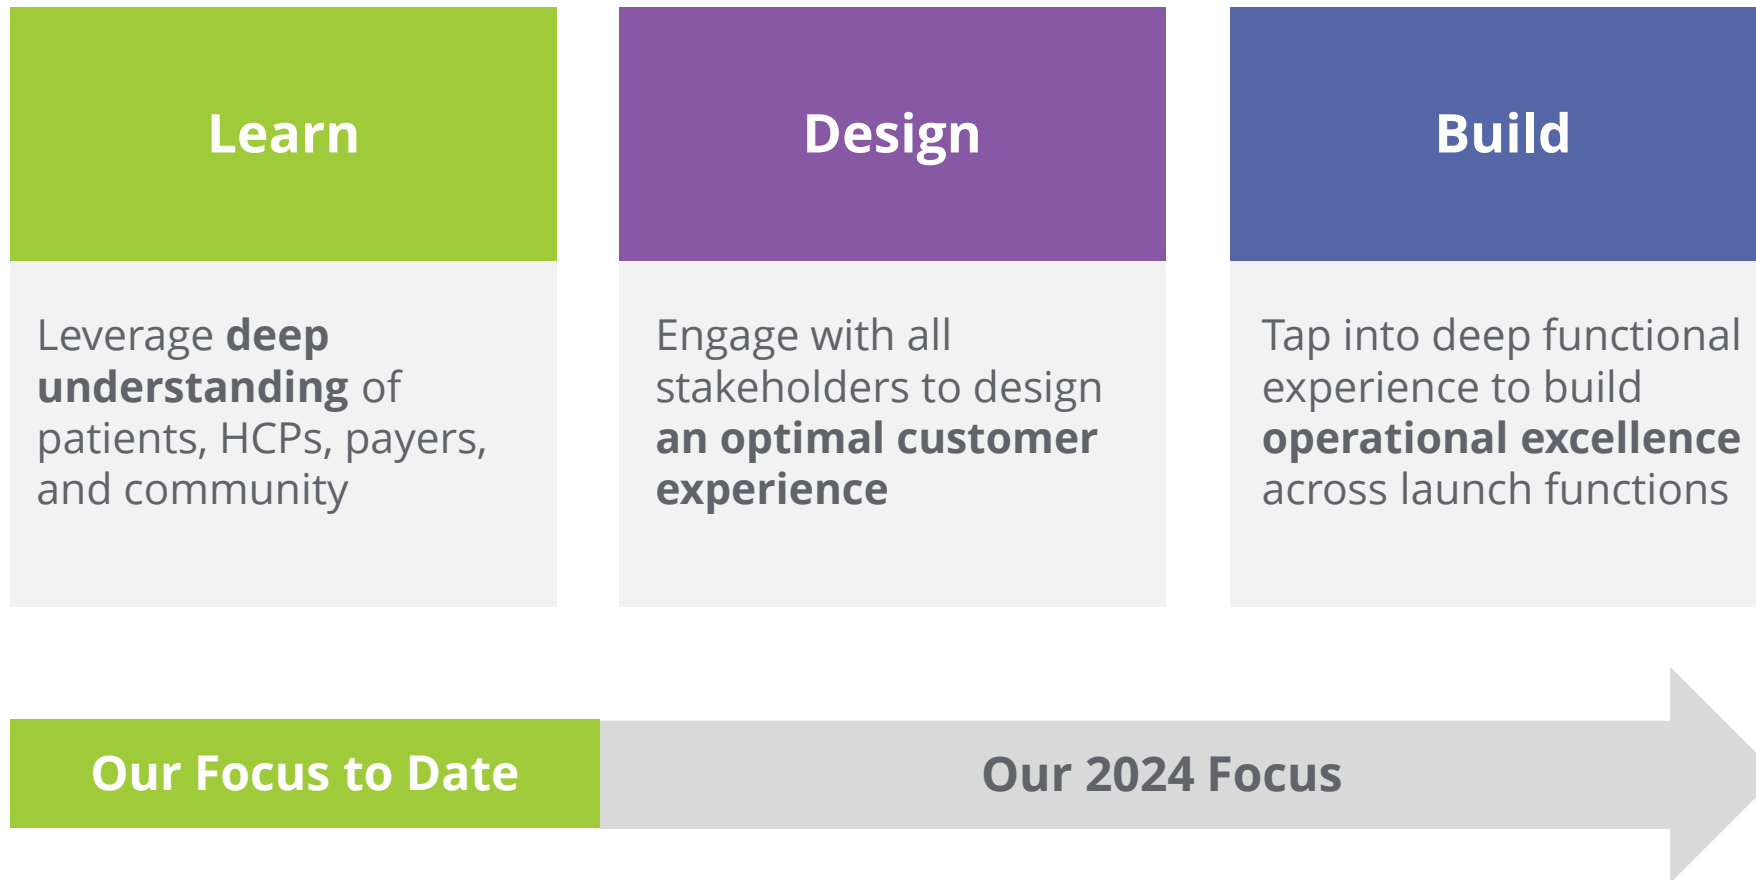 Learn
Leverage deep
understanding of
patients, HCPs, payers,
and community
Design
Engage with all
stakeholders to design
an optimal customer
experience
Build
Tap into deep functional
experience to build
operational excellence
across launch functions
Our Focus to Date
Our 2024 Focus